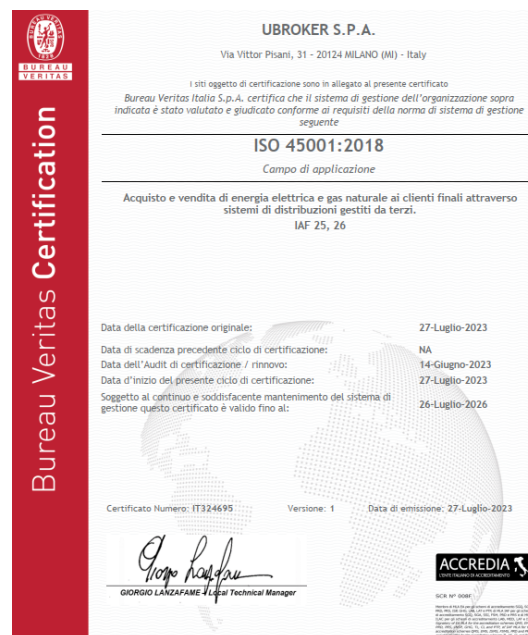 BUREAU
VERITAS
Bureau Veritas Certification
UBROKER S.P.A.
Via Vittor Pisani, 31 - 20124 MILANO (MI) - Italy
I siti oggetto di certificazione sono in allegato al presente certificato
Bureau Veritas Italia S.p.A. certifica che il sistema di gestione dell'organizzazione sopra
indicata è stato valutato e giudicato conforme ai requisiti della norma di sistema di gestione
seguente
ISO 45001:2018
Campo di applicazione
Acquisto e vendita di energia elettrica e gas naturale ai clienti finali attraverso
sistemi di distribuzioni gestiti da terzi.
IAF 25, 26
Data della certificazione originale: 27-Luglio-2023
Data di scadenza precedente ciclo di certificazione: NA
Data dell'Audit di certificazione / rinnovo: 14-Giugno-2023
Data d'inizio del presente ciclo di certificazione: 27-Luglio-2023
Soggetto al continuo e soddisfacente mantenimento del sistema di
gestione questo certificato è valido fino al: 26-Luglio-2026
Certificato Numero: IT324695 Versione: 1 Data di emissione: 27-Luglio-2023
GIORGIO LANZAFAME - Local Technical Manager
ACCREDIA
L'ENTE ITALIANO DI ACCREDITAMENTO
SCR N° 008F